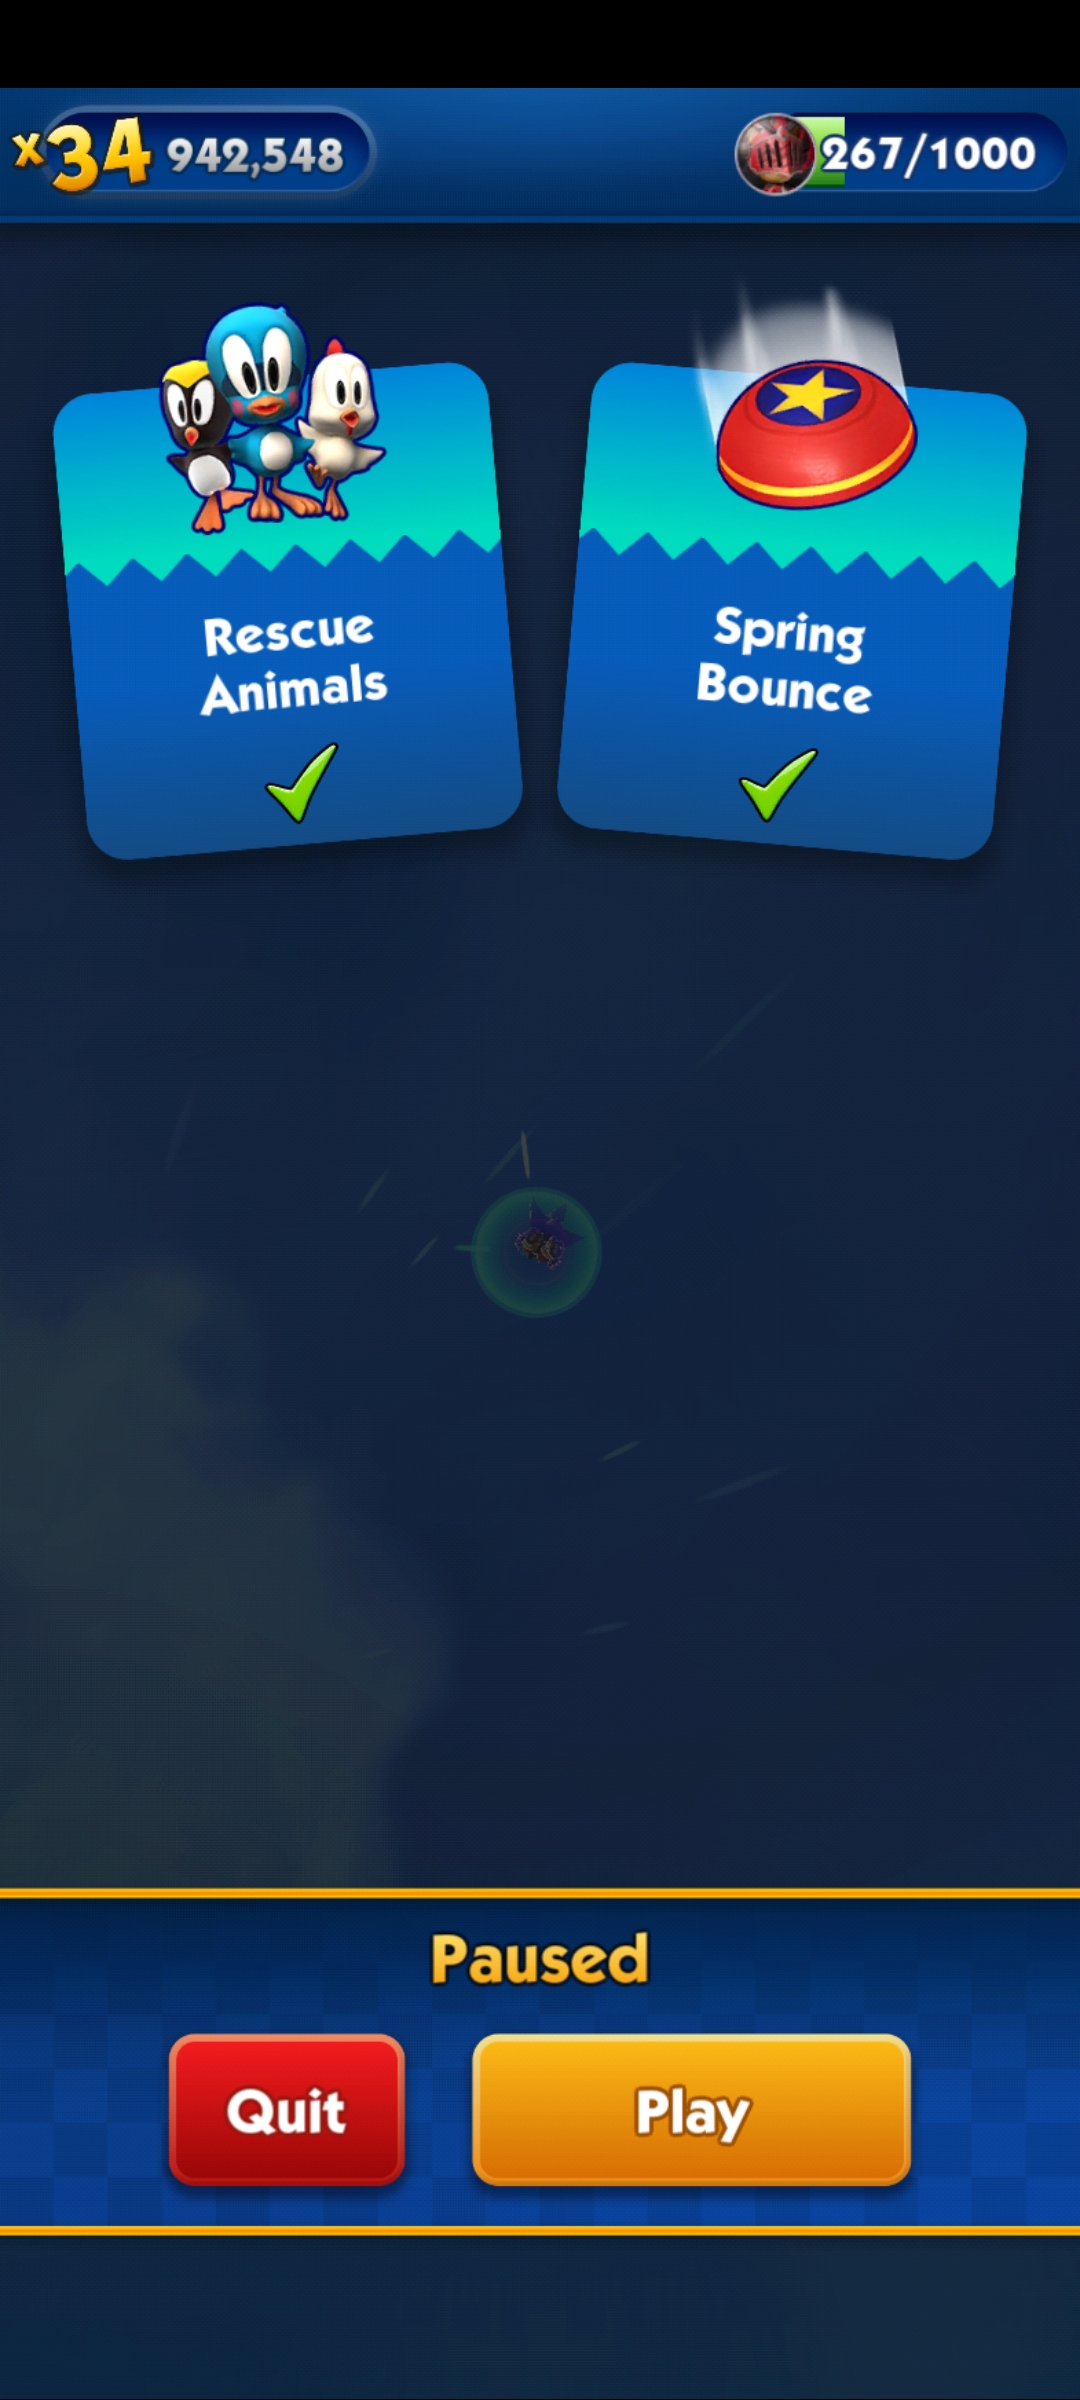 x34 942,548
267/1000
Rescue
Animals
Spring
Bounce
Paused
Quit
Play